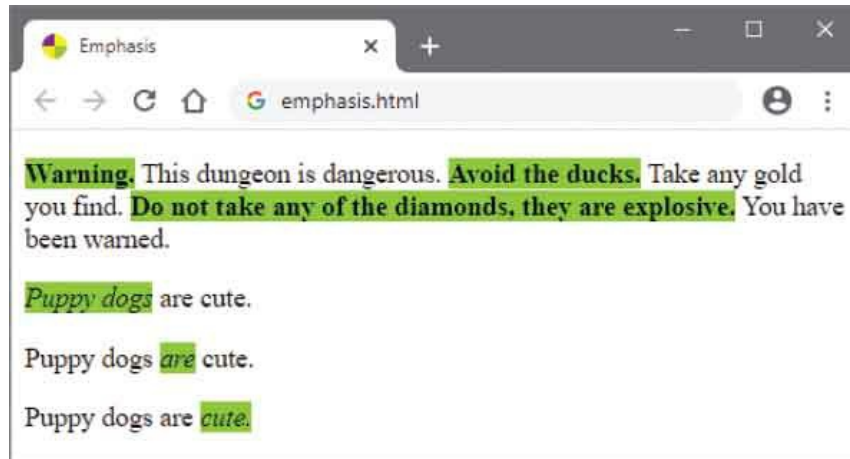 Emphasis
emphasis.html
Warning. This dungeon is dangerous. Avoid the ducks. Take any gold
you find. Do not take any of the diamonds, they are explosive. You have
been warned.
Puppy dogs are cute.
Puppy dogs are cute.
Puppy dogs are cute.